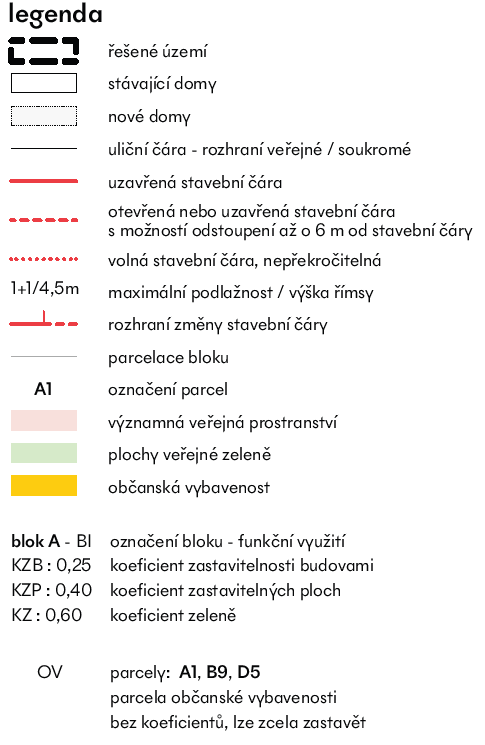 legenda
řešené území
stávající domy
nové domy
uliční čára - rozhraní veřejné / soukromé
uzavřená stavební čára
otevřená nebo uzavřená stavební čára
s možností odstoupení až o 6 m od stavební čáry
volná stavební čára, nepřekročitelná
1+1/4,5m maximální podlažnost / výška římsy
rozhraní změny stavební čáry
parcelace bloku
A1 označení parcel
významná veřejná prostranství
plochy veřejné zeleně
občanská vybavenost
blok A - BI označení bloku - funkční využití
KZB : 0,25 koeficient zastavitelnosti budovami
KZP : 0,40 koeficient zastavitelných ploch
KZ : 0,60 koeficient zeleně
OV parcely: A1, B9, D5
parcela občanské vybavenosti
bez koeficientů, lze zcela zastavět